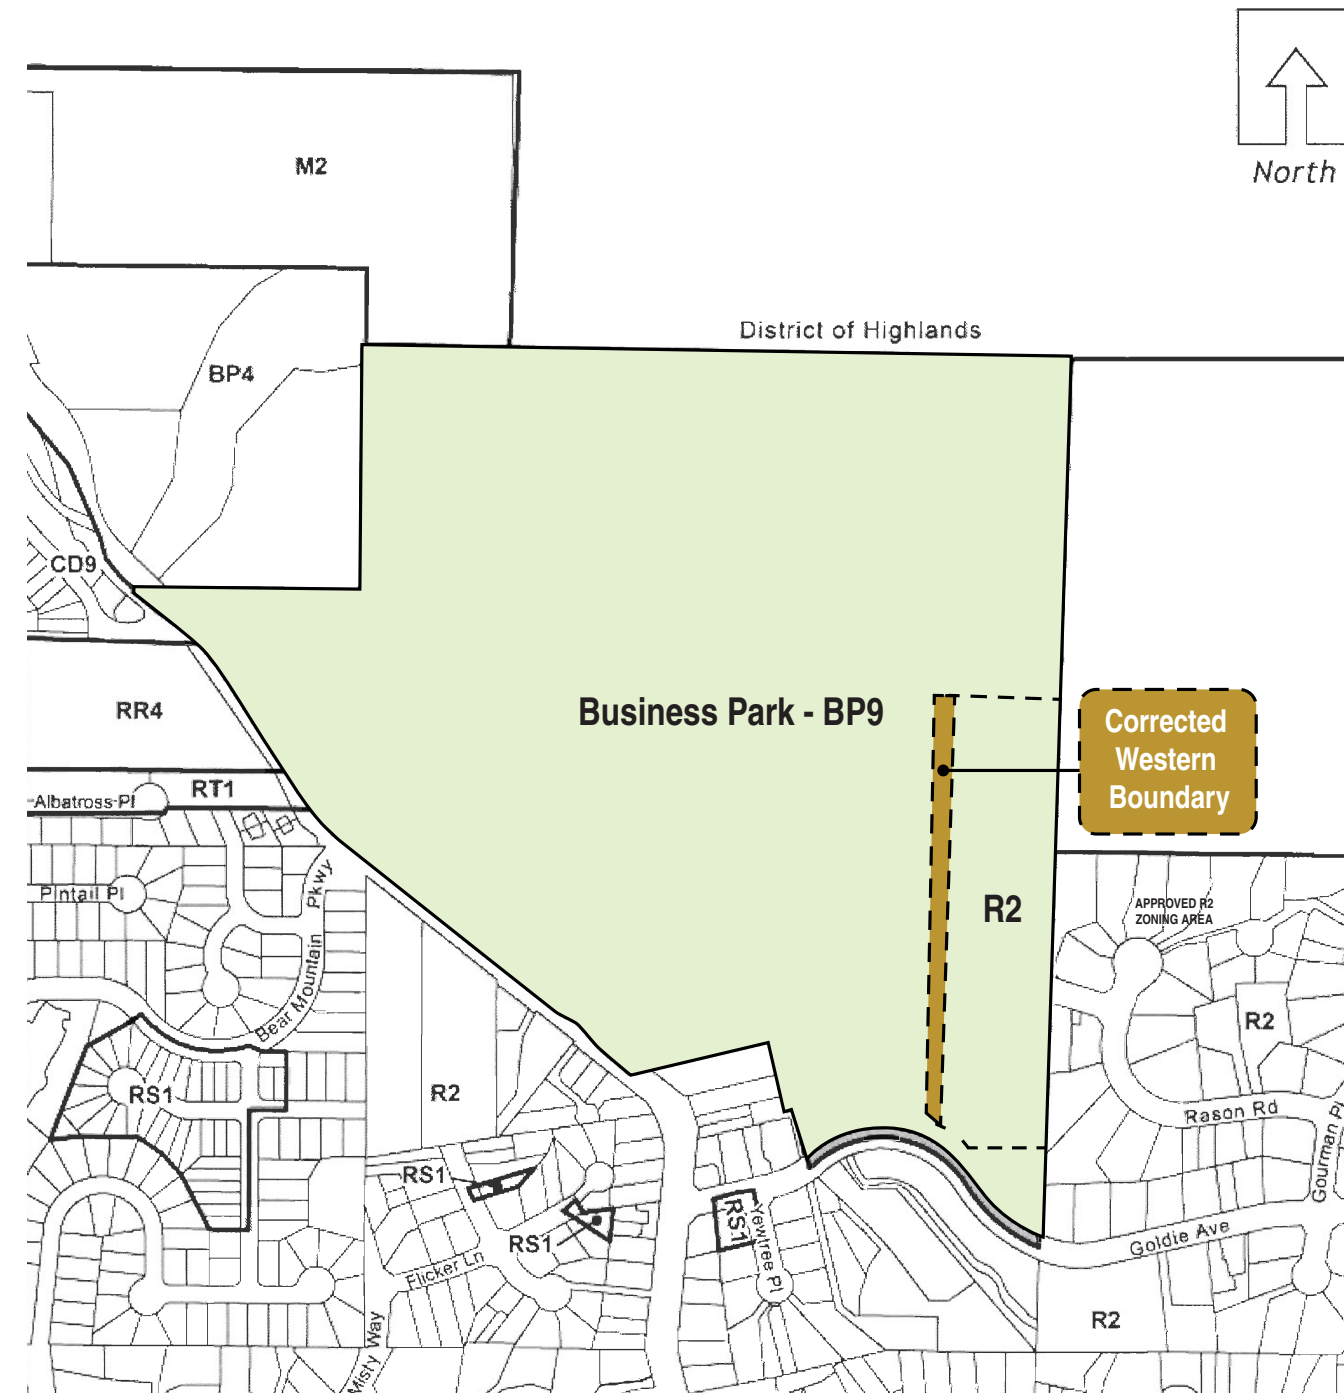 North
M2
District of Highlands
BP4
CD9
RR4
Business Park - BP9
Corrected
Western
Boundary
RT1
Albatross Pl
Pintail Pl
Bear Mountain Pkwy
R2
APPROVED R2
ZONING AREA
R2
RS1
R2
Rason Rd
Gourman Pl
RS1
RS1
RS1
Yewtree Pl
Goldie Ave
Flicker Ln
Misty Way
R2